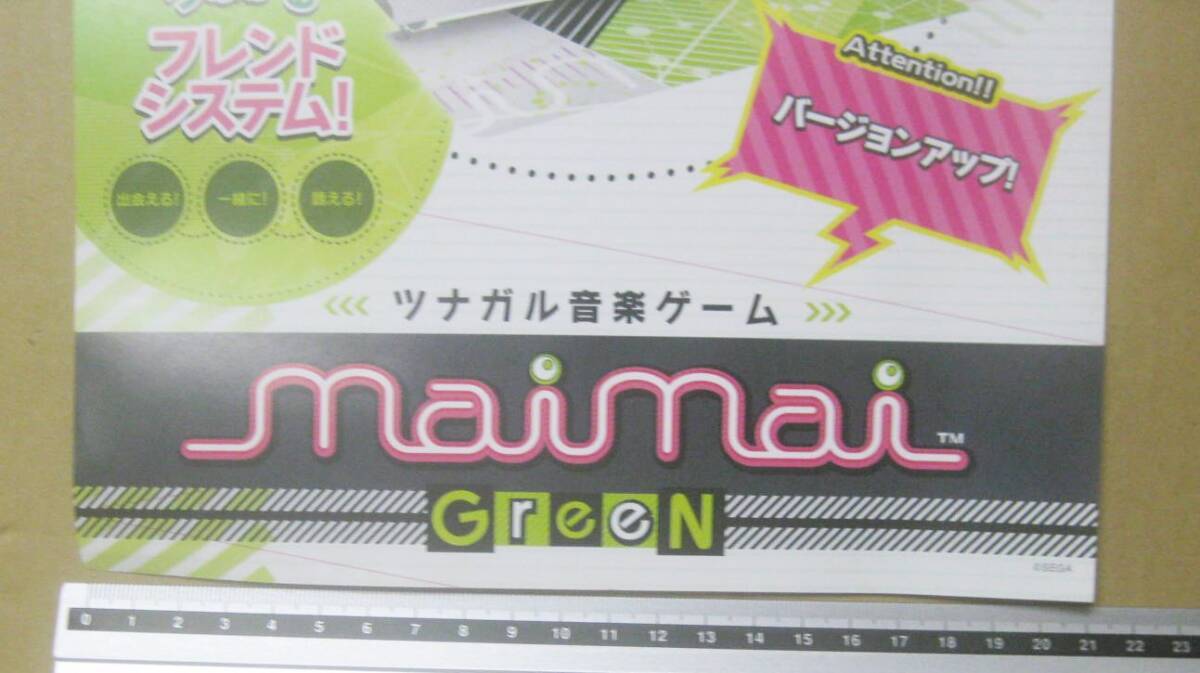 フレンド
システム!
出会える!
一緒に!
競える!
Attention!!
バージョンアップ!
ツナガル音楽ゲーム
maimai
TM
GreeN
©SEGA
0 1 2 3 4 5 6 7 8 9 10 11 12 13 14 15 16 17 18 19 20 21 22 23